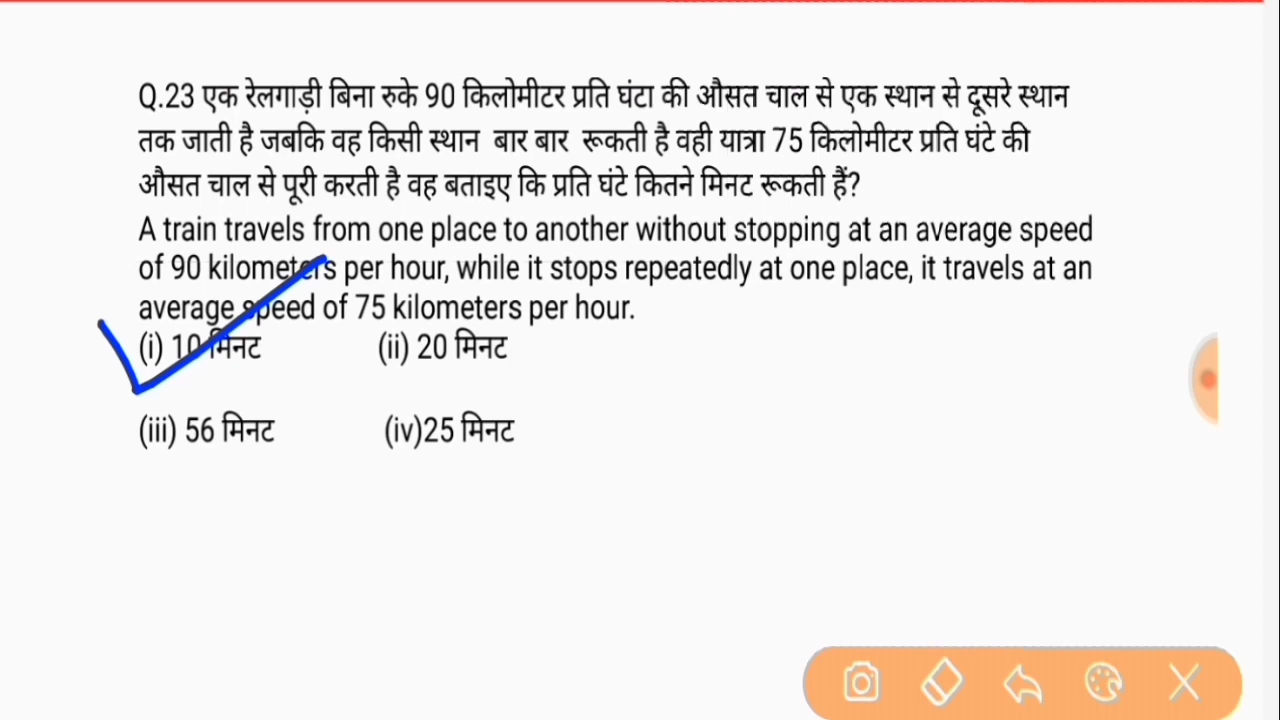 Q.23 एक रेलगाड़ी बिना रुके 90 किलोमीटर प्रति घंटा की औसत चाल से एक स्थान से दूसरे स्थान
तक जाती है जबकि वह किसी स्थान बार बार रूकती है वही यात्रा 75 किलोमीटर प्रति घंटे की
औसत चाल से पूरी करती है वह बताइए कि प्रति घंटे कितने मिनट रूकती हैं?
A train travels from one place to another without stopping at an average speed
of 90 kilometers per hour, while it stops repeatedly at one place, it travels at an
average speed of 75 kilometers per hour.
(i) 10 मिनट (ii) 20 मिनट
(iii) 56 मिनट (iv)25 मिनट